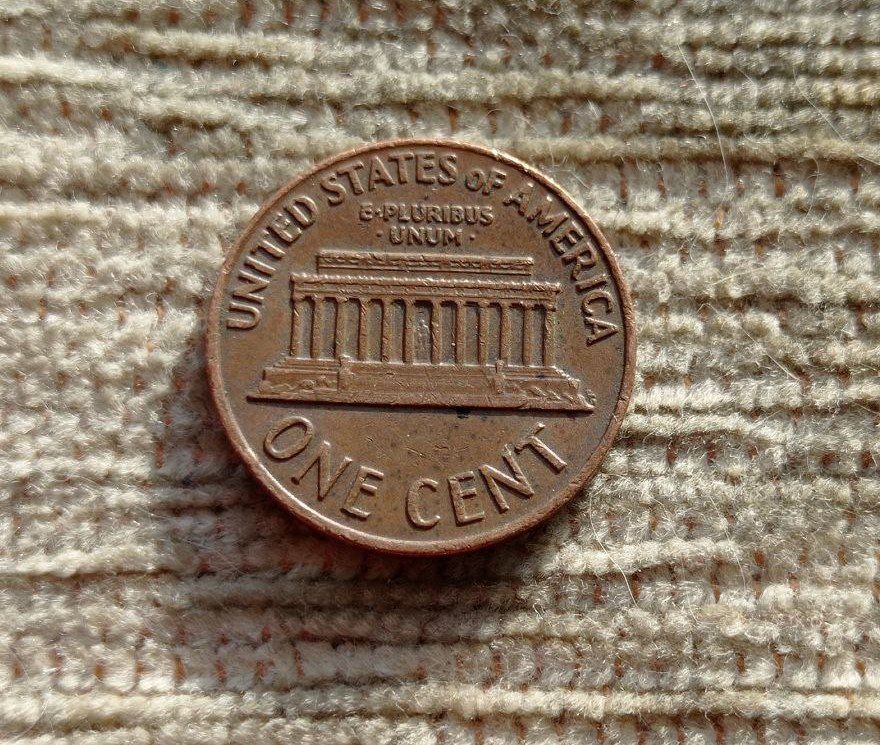 UNITED STATES OF AMERICA
E·PLURIBUS
·UNUM·
ONE CENT